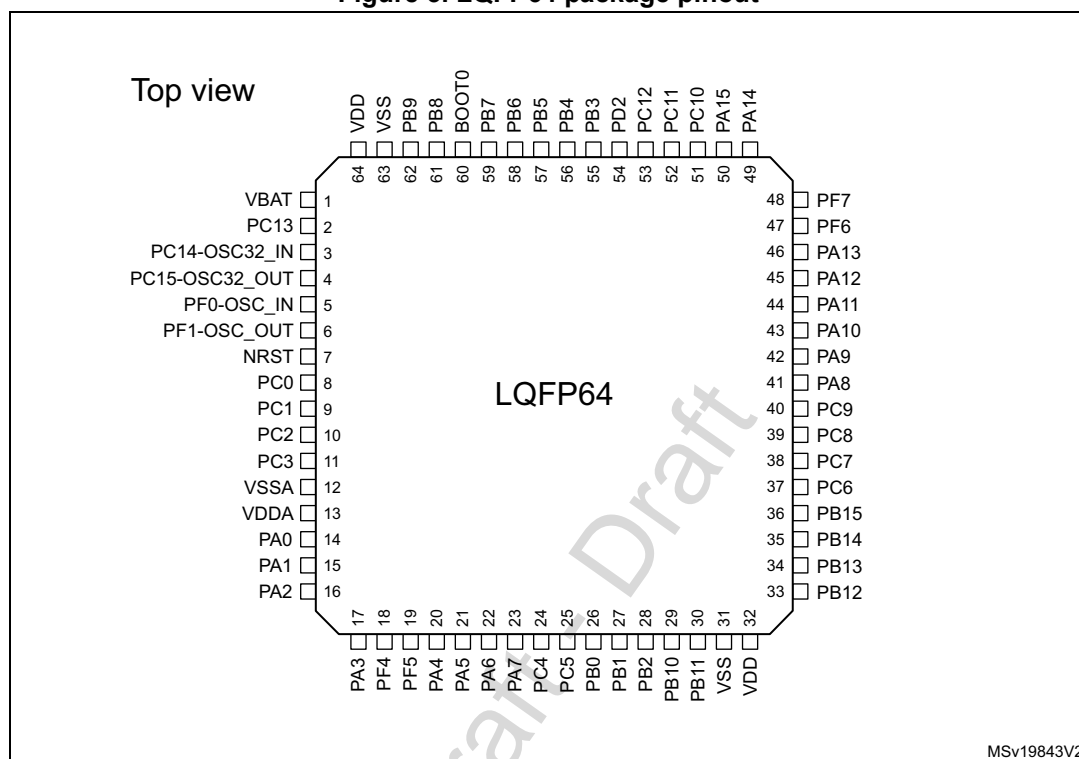 Top view
VDD
VSS
PB9
PB8
BOOT0
PB7
PB6
PB5
PB4
PB3
PD2
PC12
PC11
PC10
PA15
PA14
64 63 62 61 60 59 58 57 56 55 54 53 52 51 50 49
VBAT 1
PC13 2
PC14-OSC32_IN 3
PC15-OSC32_OUT 4
PF0-OSC_IN 5
PF1-OSC_OUT 6
NRST 7
PC0 8
PC1 9
PC2 10
PC3 11
VSSA 12
VDDA 13
PA0 14
PA1 15
PA2 16
LQFP64
48 PF7
47 PF6
46 PA13
45 PA12
44 PA11
43 PA10
42 PA9
41 PA8
40 PC9
39 PC8
38 PC7
37 PC6
36 PB15
35 PB14
34 PB13
33 PB12
17 18 19 20 21 22 23 24 25 26 27 28 29 30 31 32
PA3
PF4
PF5
PA4
PA5
PA6
PA7
PC4
PC5
PB0
PB1
PB2
PB10
PB11
VSS
VDD
Draft - Draft
MSv19843V2